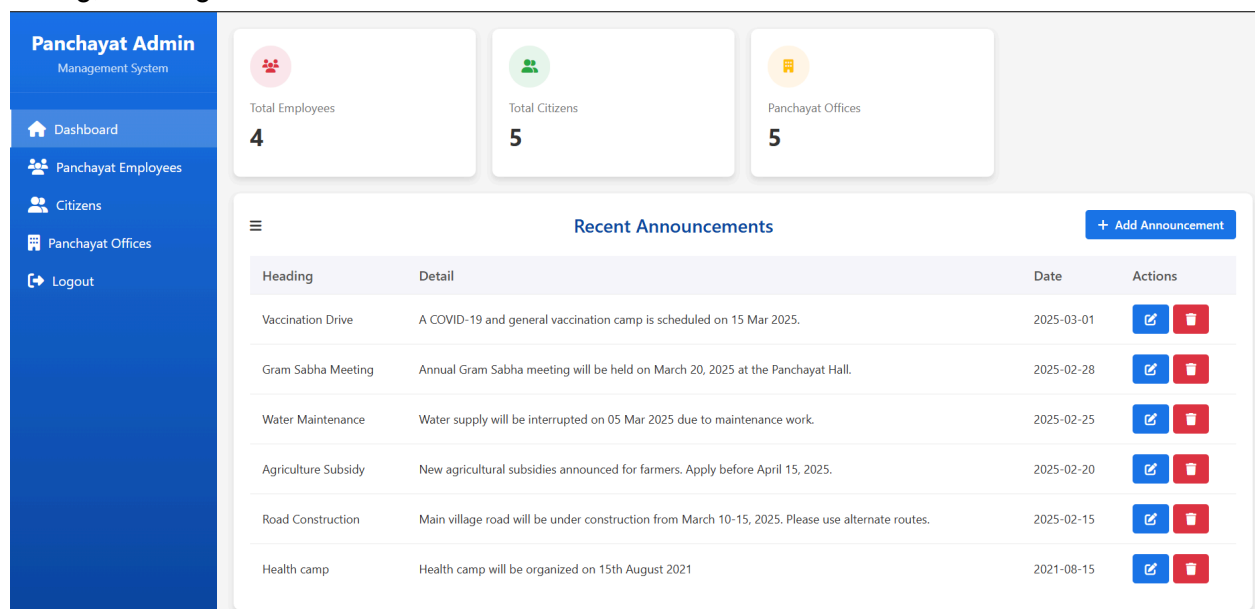 Panchayat Admin
Management System
Dashboard
Panchayat Employees
Citizens
Panchayat Offices
Logout
Total Employees
4
Total Citizens
5
Panchayat Offices
5
Recent Announcements
+ Add Announcement
Heading Detail Date Actions
Vaccination Drive A COVID-19 and general vaccination camp is scheduled on 15 Mar 2025. 2025-03-01
Gram Sabha Meeting Annual Gram Sabha meeting will be held on March 20, 2025 at the Panchayat Hall. 2025-02-28
Water Maintenance Water supply will be interrupted on 05 Mar 2025 due to maintenance work. 2025-02-25
Agriculture Subsidy New agricultural subsidies announced for farmers. Apply before April 15, 2025. 2025-02-20
Road Construction Main village road will be under construction from March 10-15, 2025. Please use alternate routes. 2025-02-15
Health camp Health camp will be organized on 15th August 2021 2021-08-15